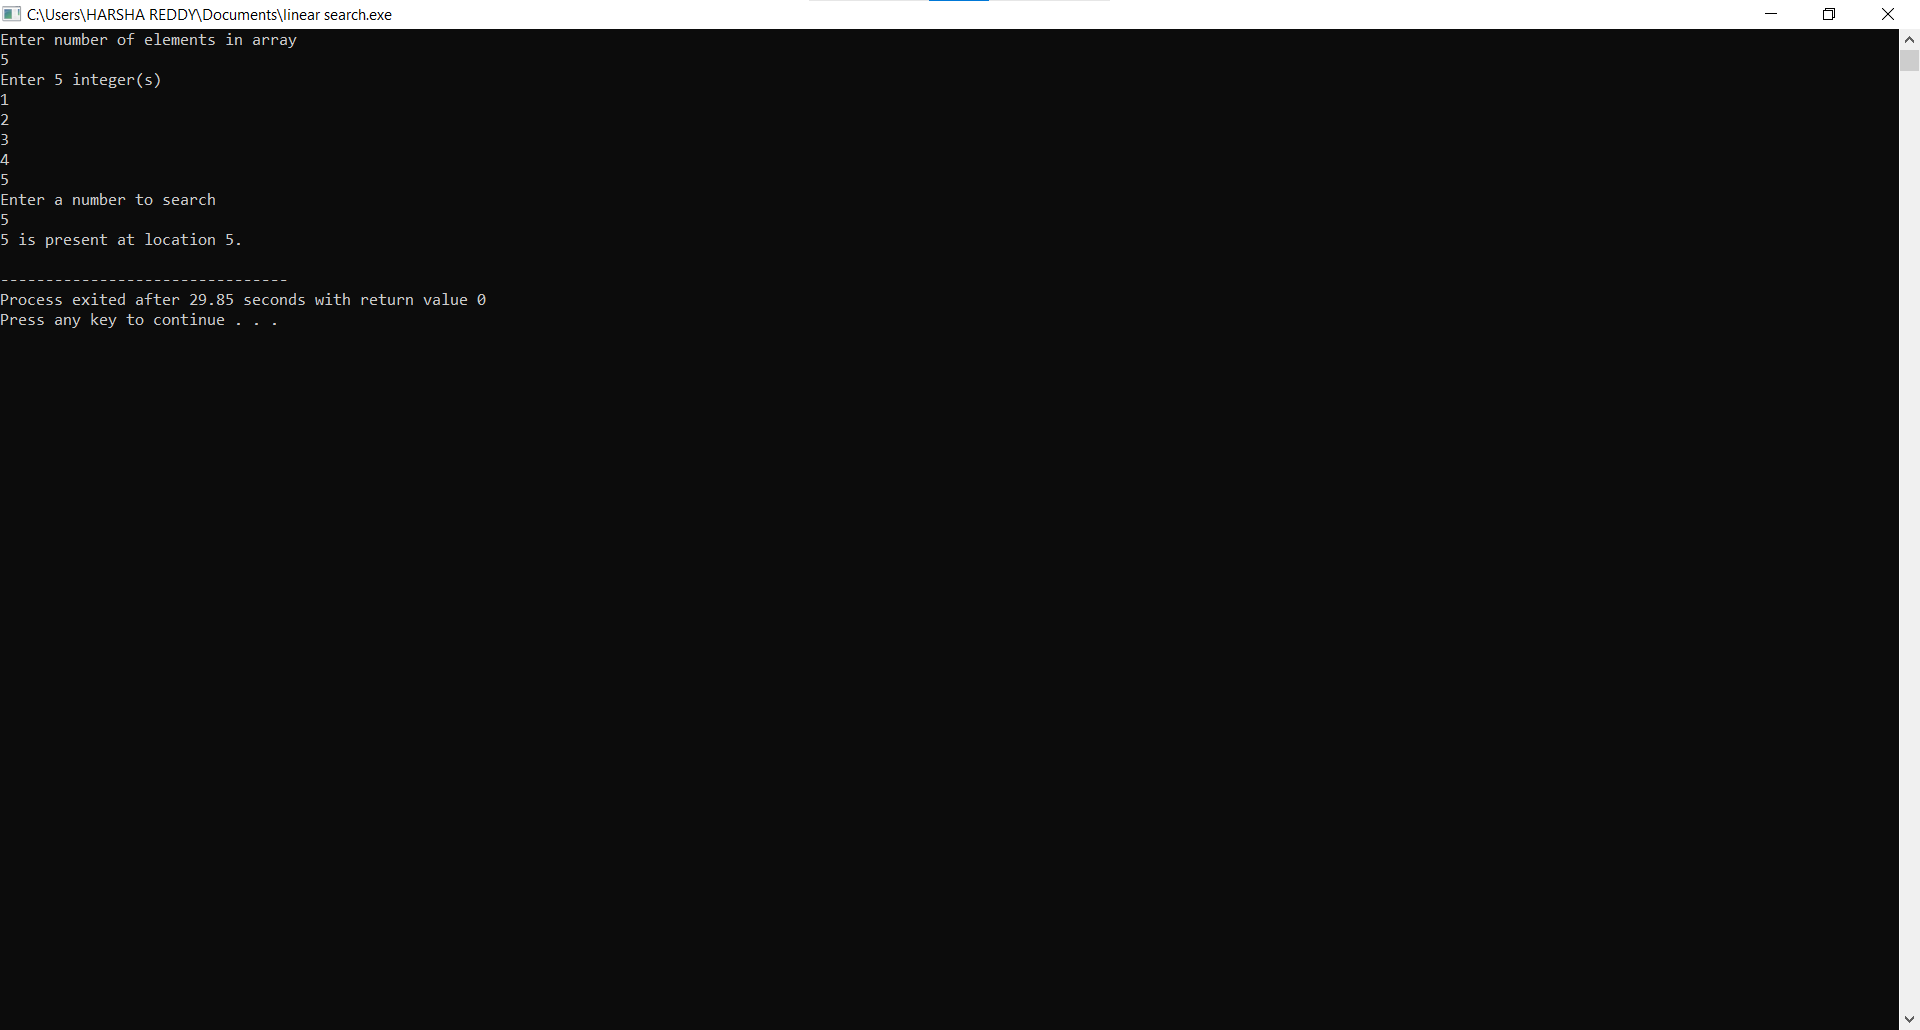 C:\Users\HARSHA REDDY\Documents\linear search.exe
Enter number of elements in array
5
Enter 5 integer(s)
1
2
3
4
5
Enter a number to search
5
5 is present at location 5.
--------------------------------
Process exited after 29.85 seconds with return value 0
Press any key to continue . . .